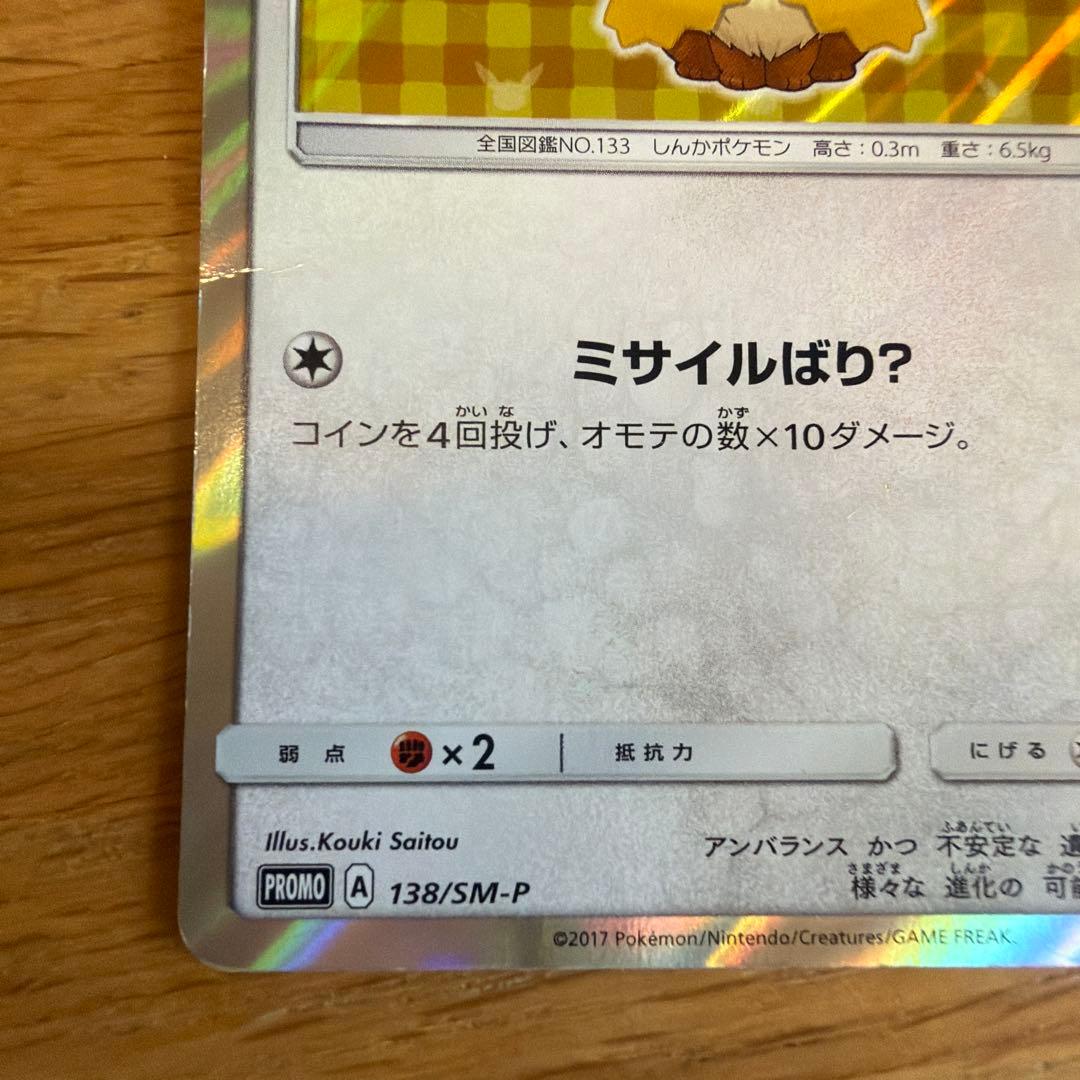 全国図鑑NO.133 しんかポケモン 高さ:0.3m 重さ:6.5kg
ミサイルばり?
かい な かず
コインを4回投げ、オモテの数×10ダメージ。
弱点 ×2 抵抗力 にげる
Illus.Kouki Saitou
PROMO A 138/SM-P
ふあんてい
アンバランス かつ 不安定な
さまざま しんか
様々な 進化の
©2017 Pokémon/Nintendo/Creatures/GAME FREAK.